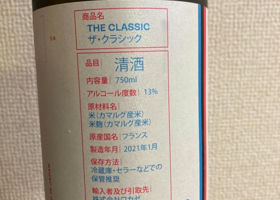 商品名
THE CLASSIC
ザ・クラシック
品目 清酒
内容量 750ml
アルコール度数 13%
原材料名
米(カマルグ産米)
米麹(カマルグ産米)
原産国名 フランス
製造年月 2021年1月
保存方法
冷蔵庫・セラーなどでの
保管推奨
輸入者及び引取先